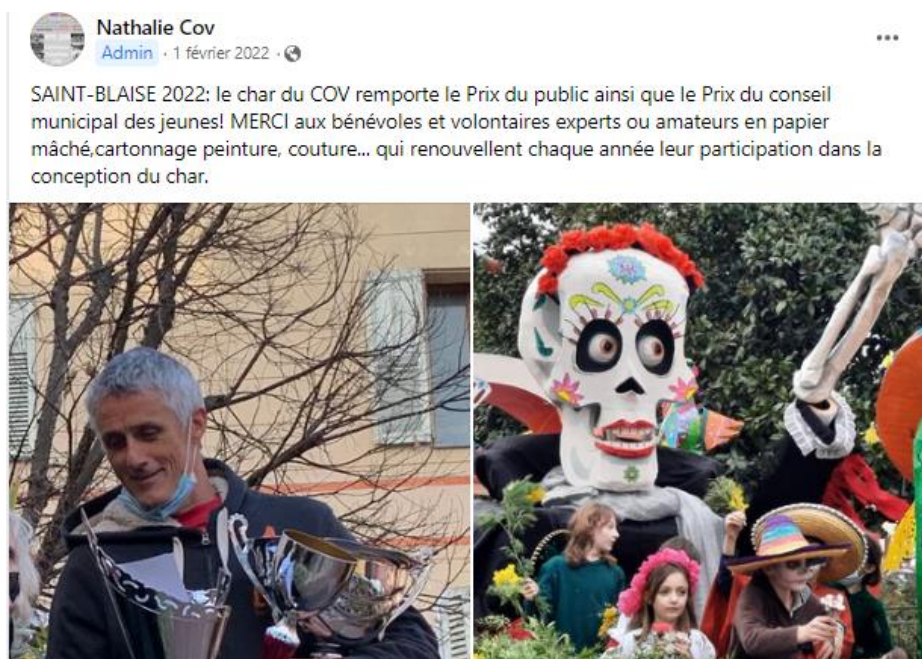 Nathalie Cov
Admin · 1 février 2022 ·
SAINT-BLAISE 2022: le char du COV remporte le Prix du public ainsi que le Prix du conseil
municipal des jeunes! MERCI aux bénévoles et volontaires experts ou amateurs en papier
mâché,cartonnage peinture, couture... qui renouvellent chaque année leur participation dans la
conception du char.